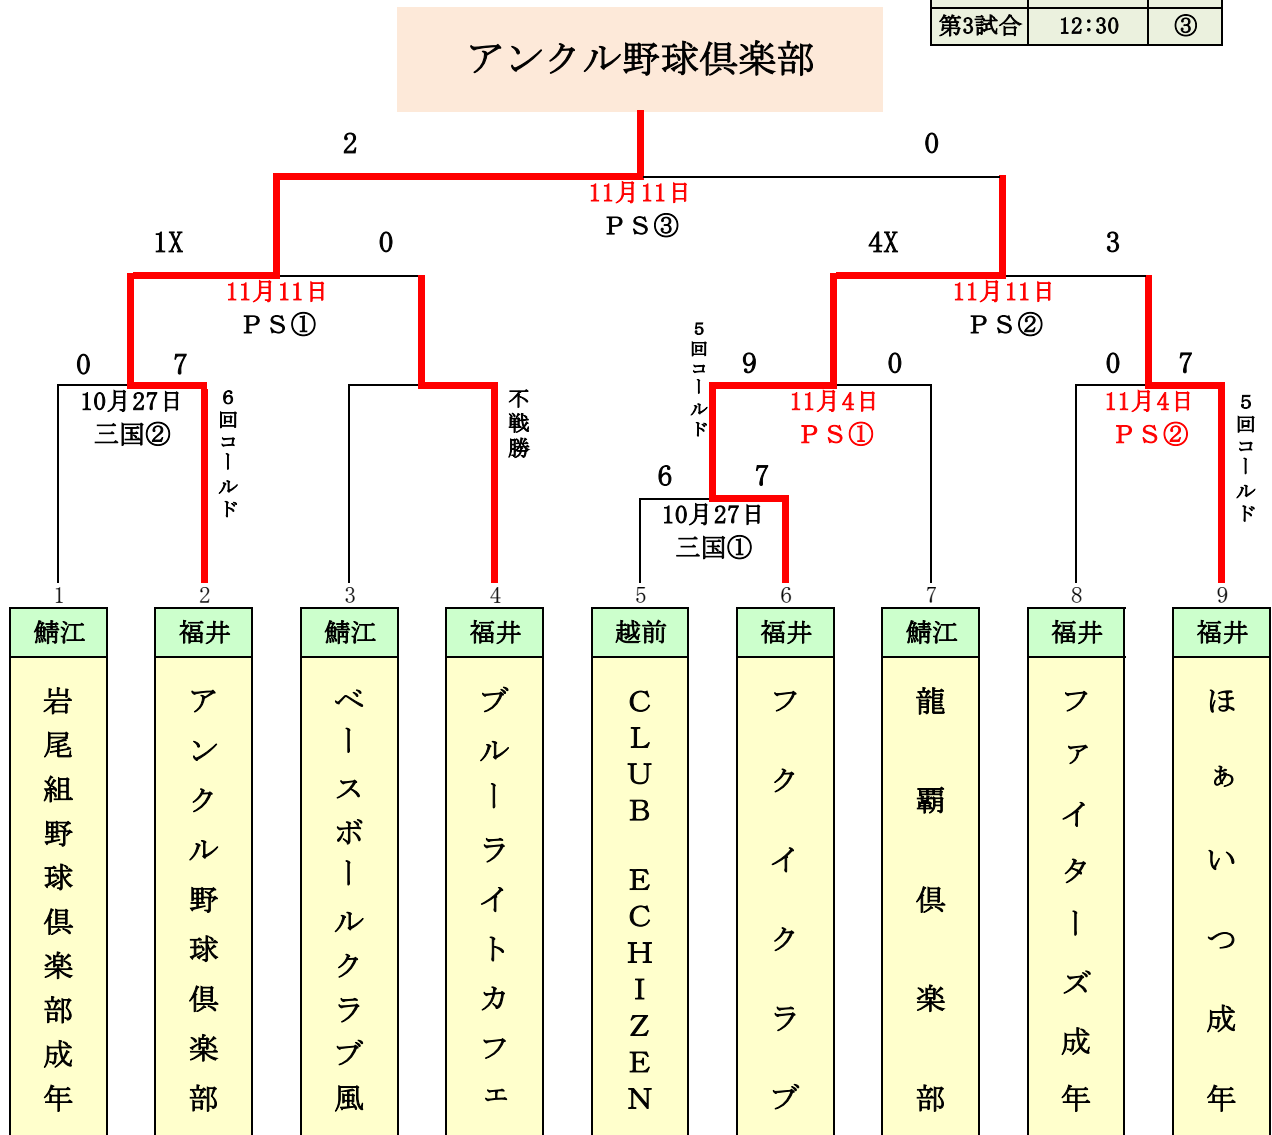 第3試合 12:30 ③
アンクル野球倶楽部
2 0
11月11日
ＰＳ③
1X 0 4X 3
11月11日 11月11日
ＰＳ① ＰＳ②
0 7 9 0 0 7
10月27日 11月4日 11月4日
三国② ＰＳ① ＰＳ②
6回コールド
不戦勝
5回コールド
5回コールド
6 7
10月27日
三国①
1 2 3 4 5 6 7 8 9
鯖江 福井 鯖江 福井 越前 福井 鯖江 福井 福井
岩尾組野球倶楽部成年
アンクル野球倶楽部
ベースボールクラブ風
ブルーライトカフェ
CLUB ECHIZEN
フクイクラブ
龍覇倶楽部
ファイターズ成年
ほぁいつ成年